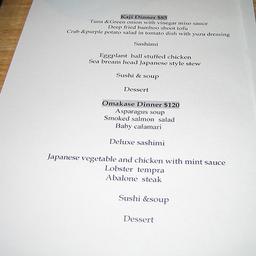 Kaji Dinner $85
Tuna &Green onion with vinegar miso sauce
Deep fried bamboo shoot tofu
Crab &purple potato salad in tomato dish with yuzu dressing
Sashimi
Eggplant ball stuffed chicken
Sea bream head Japanese style stew
Sushi & soup
Dessert
Omakase Dinner $120
Asparagus soup
Smoked salmon salad
Baby calamari
Deluxe sashimi
Japanese vegetable and chicken with mint sauce
Lobster tempra
Abalone steak
Sushi &soup
Dessert